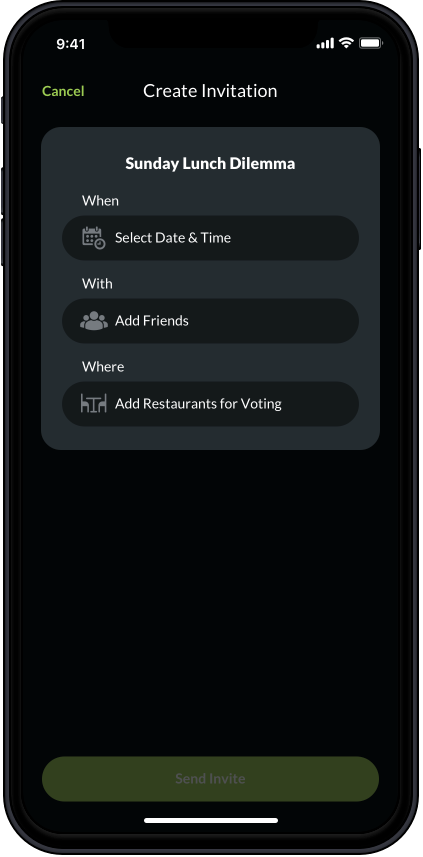 9:41
Cancel
Create Invitation
Sunday Lunch Dilemma
When
Select Date & Time
With
Add Friends
Where
Add Restaurants for Voting
Send Invite